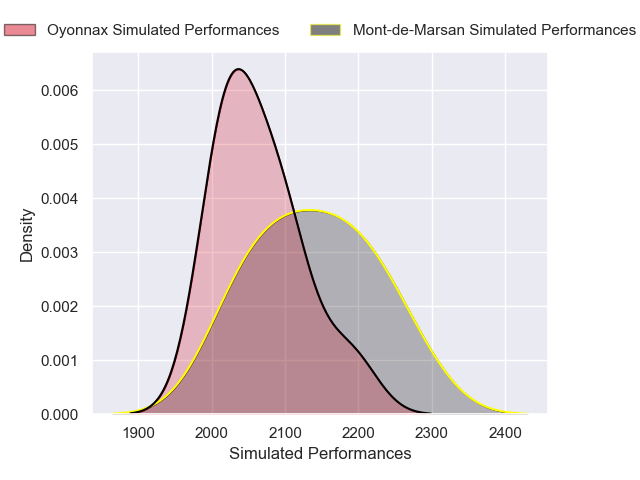 Oyonnax Simulated Performances
Mont-de-Marsan Simulated Performances
0.006
0.005
0.004
0.003
0.002
0.001
0.000
Density
1900 2000 2100 2200 2300 2400
Simulated Performances